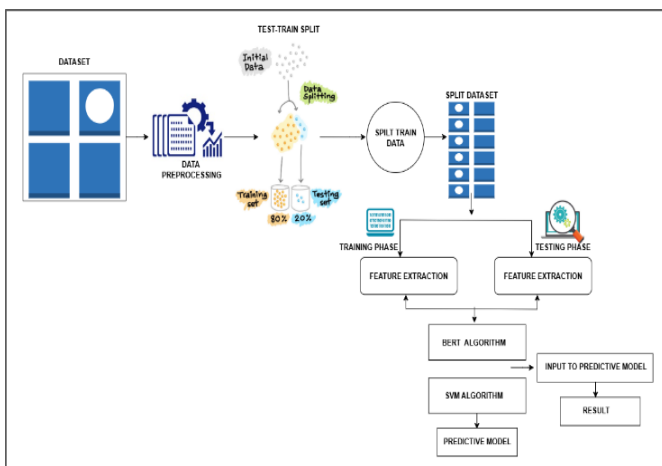 TEST-TRAIN SPLIT
DATASET
Initial
Data
Data
Splitting
SPLIT DATASET
SPILT TRAIN
DATA
DATA
PREPROCESSING
Training
set
Testing
set
80%
20%
TRAINING PHASE
TESTING PHASE
FEATURE EXTRACTION
FEATURE EXTRACTION
BERT ALGORITHM
INPUT TO PREDICTIVE MODEL
SVM ALGORITHM
RESULT
PREDICTIVE MODEL